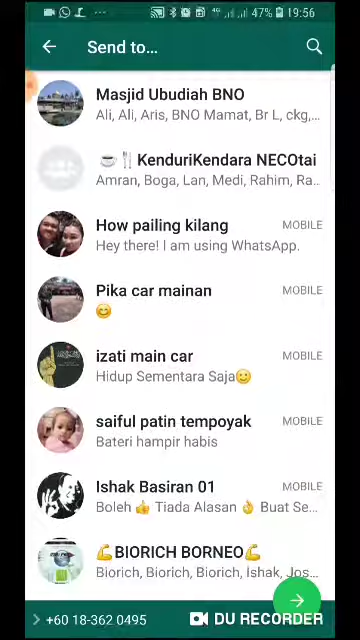 19:56
47%
Send to...
Masjid Ubudiah BNO
Ali, Ali, Aris, BNO Mamat, Br L, ckg,...
☕🍴KenduriKendara NECOtai
Amran, Boga, Lan, Medi, Rahim, Ra...
How pailing kilang
MOBILE
Hey there! I am using WhatsApp.
Pika car mainan
MOBILE
😊
izati main car
MOBILE
Hidup Sementara Saja🙂
saiful patin tempoyak
MOBILE
Bateri hampir habis
Ishak Basiran 01
MOBILE
Boleh 👍 Tiada Alasan 👌 Buat Se...
💪BIORICH BORNEO💪
Biorich, Biorich, Biorich, Ishak, Jos...
+60 18-362 0495
DU RECORDER